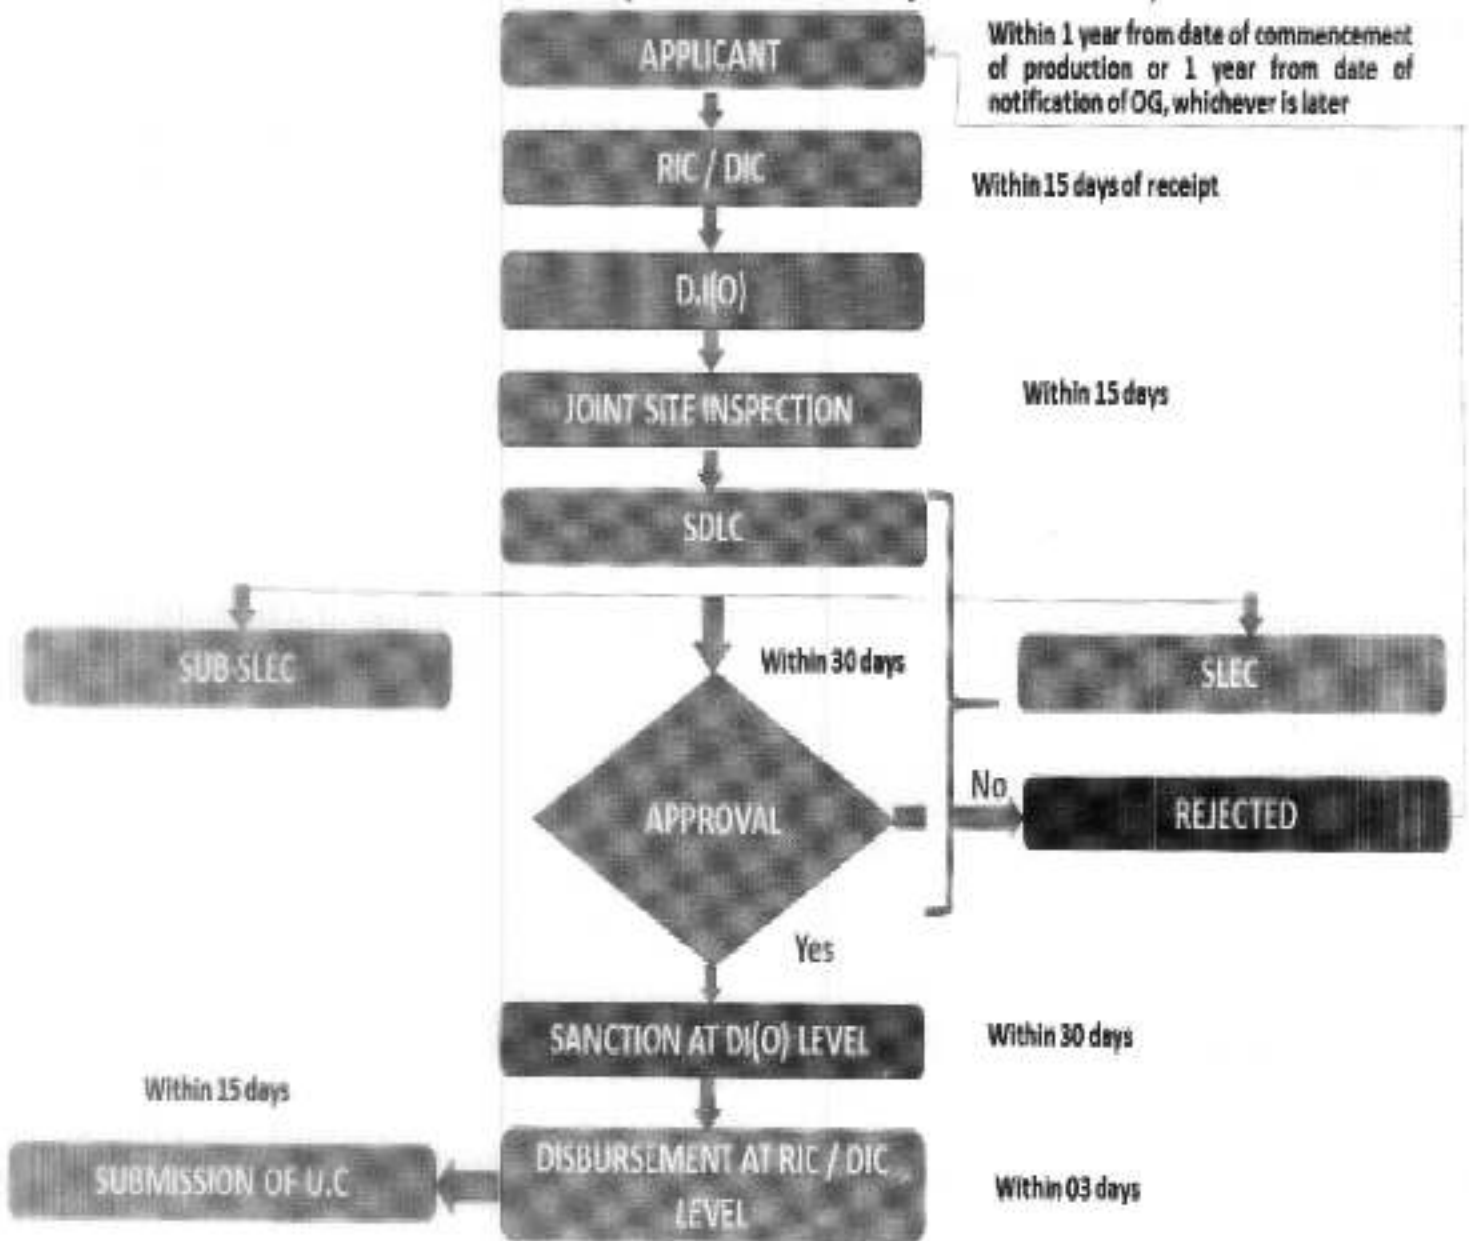 APPLICANT
Within 1 year from date of commencement
of production or 1 year from date of
notification of OG, whichever is later
RIC / DIC
Within 15 days of receipt
D.I(O)
JOINT SITE INSPECTION
Within 15 days
SDLC
SUB-SLEC
Within 30 days
SLEC
APPROVAL
No
REJECTED
Yes
SANCTION AT DI(O) LEVEL
Within 30 days
Within 15 days
SUBMISSION OF U.C
DISBURSEMENT AT RIC / DIC
LEVEL
Within 03 days